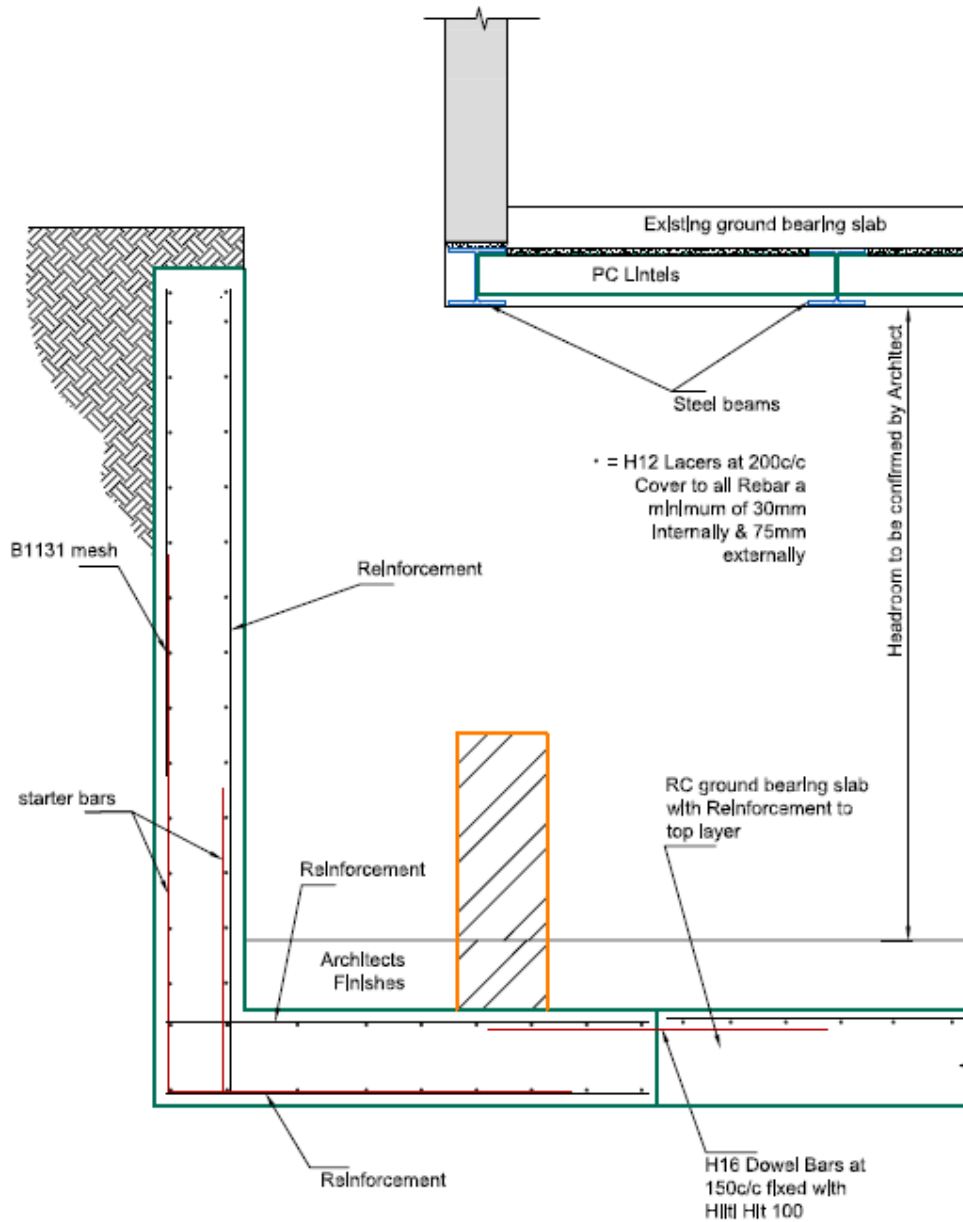 Existing ground bearing slab
PC Lintels
Steel beams
• = H12 Lacers at 200c/c
Cover to all Rebar a
minimum of 30mm
Internally & 75mm
externally
Headroom to be confirmed by Architect
B1131 mesh
Reinforcement
starter bars
RC ground bearing slab
with Reinforcement to
top layer
Reinforcement
Architects
Finishes
H16 Dowel Bars at
150c/c fixed with
Hilti Hit 100
Reinforcement